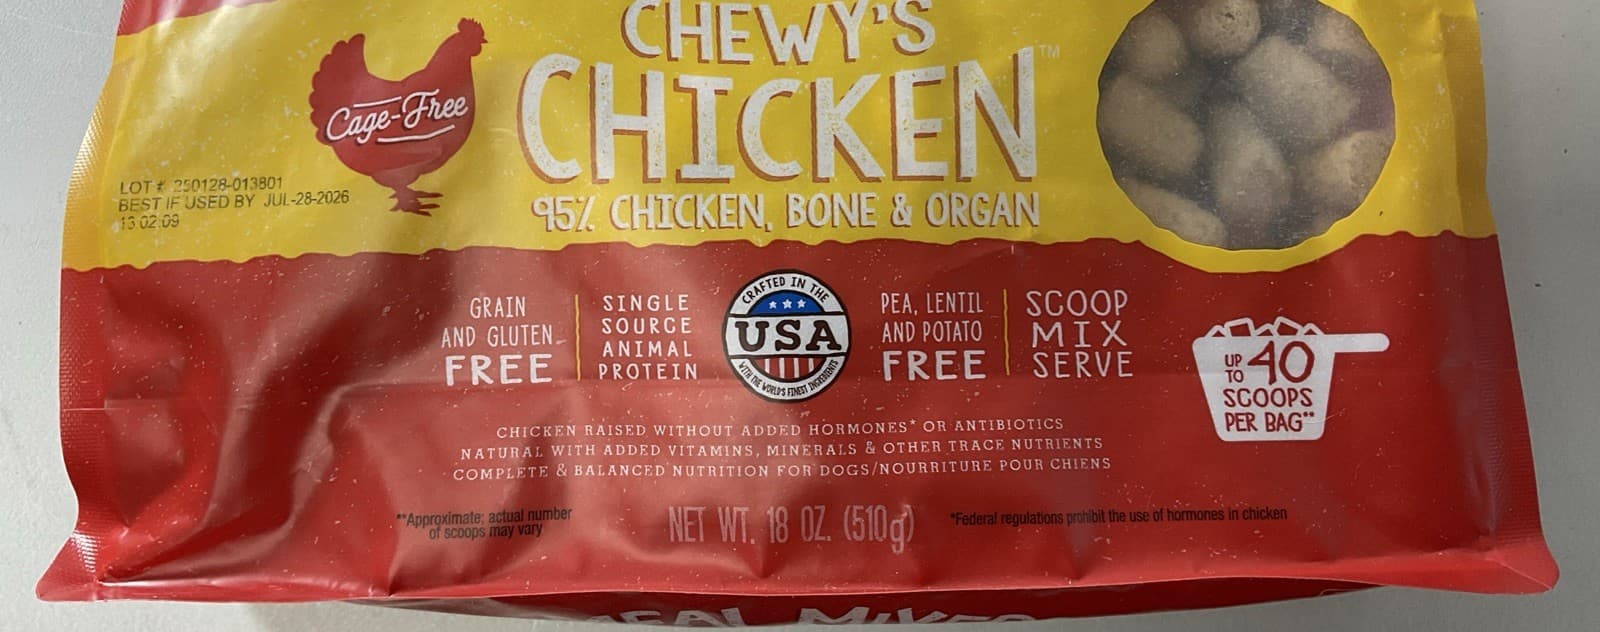 CHEWY'S
CHICKEN™
95% CHICKEN, BONE & ORGAN
Cage-Free
LOT # 250128-013801
BEST IF USED BY JUL-28-2026
13:02:09
GRAIN
AND GLUTEN
FREE
SINGLE
SOURCE
ANIMAL
PROTEIN
CRAFTED IN THE
USA
WITH THE WORLD'S FINEST INGREDIENTS
PEA, LENTIL
AND POTATO
FREE
SCOOP
MIX
SERVE
UP
TO 40
SCOOPS
PER BAG**
CHICKEN RAISED WITHOUT ADDED HORMONES* OR ANTIBIOTICS
NATURAL WITH ADDED VITAMINS, MINERALS & OTHER TRACE NUTRIENTS
COMPLETE & BALANCED NUTRITION FOR DOGS/NOURRITURE POUR CHIENS
**Approximate; actual number
of scoops may vary
NET WT. 18 OZ. (510g)
*Federal regulations prohibit the use of hormones in chicken